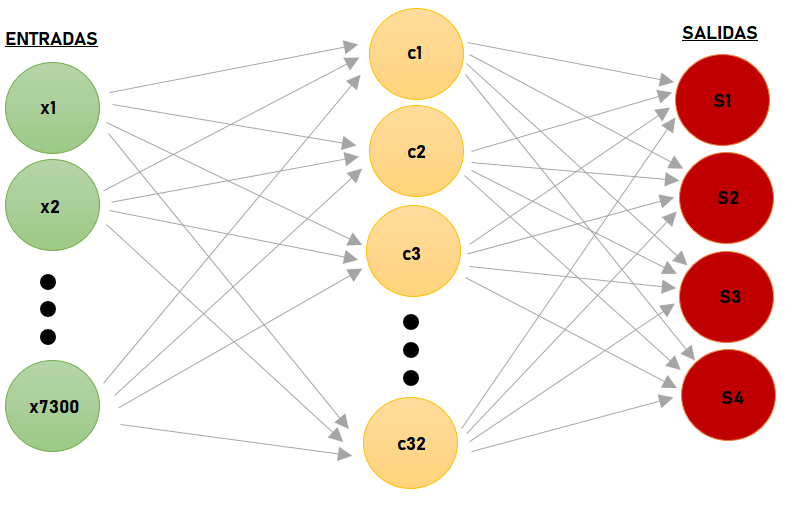 ENTRADAS
x1
x2
x7300
c1
c2
c3
c32
SALIDAS
S1
S2
S3
S4